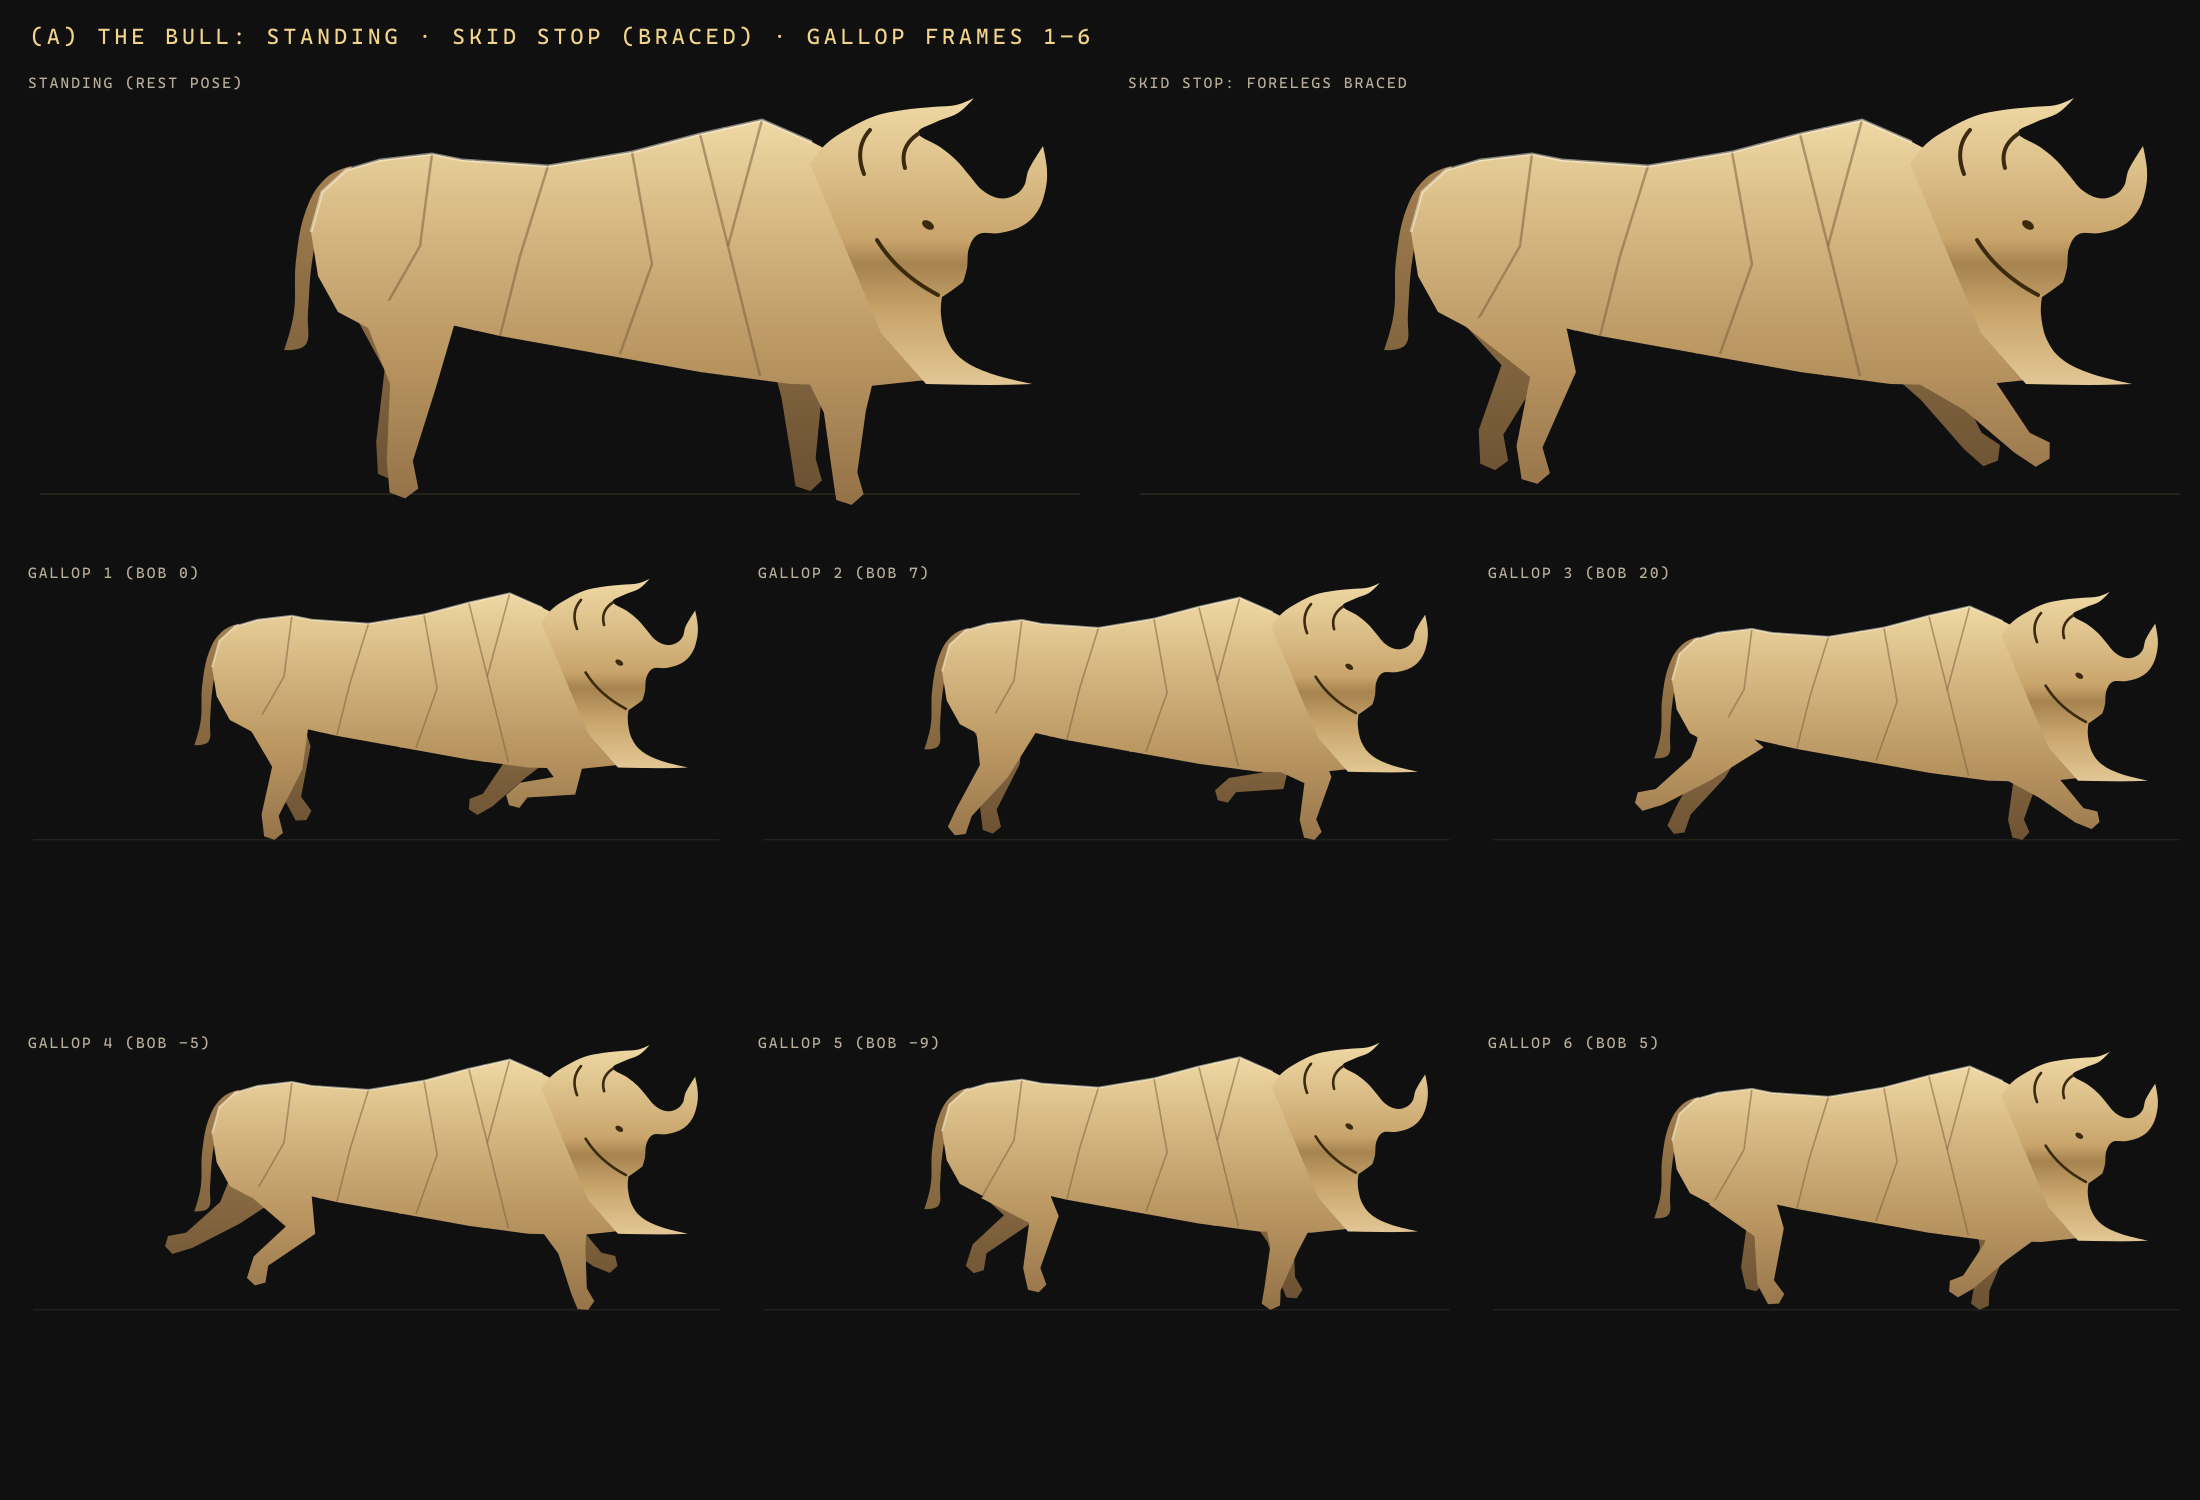 (A) THE BULL: STANDING · SKID STOP (BRACED) · GALLOP FRAMES 1–6
STANDING (REST POSE)
SKID STOP: FORELEGS BRACED
GALLOP 1 (BOB 0)
GALLOP 2 (BOB 7)
GALLOP 3 (BOB 20)
GALLOP 4 (BOB -5)
GALLOP 5 (BOB -9)
GALLOP 6 (BOB 5)